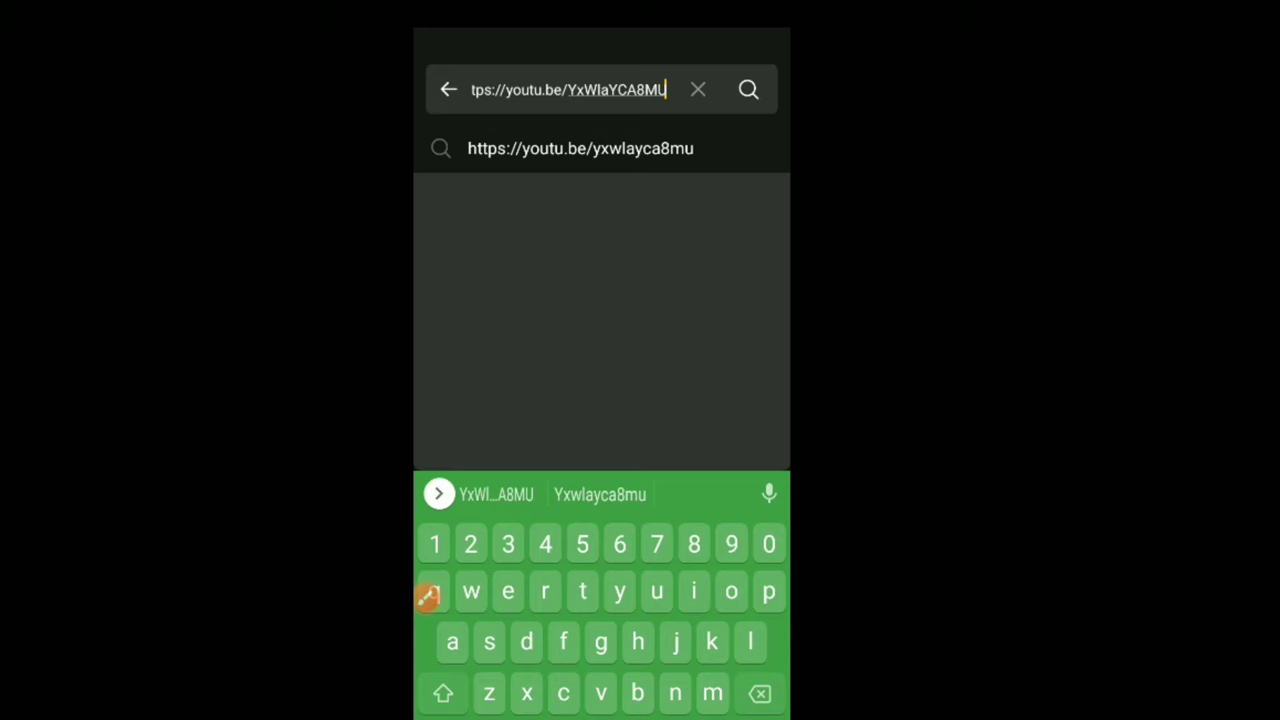 tps://youtu.be/YxWlaYCA8MU
https://youtu.be/yxwlayca8mu
YxWl...A8MU Yxwlayca8mu
1 2 3 4 5 6 7 8 9 0
q w e r t y u i o p
a s d f g h j k l
z x c v b n m